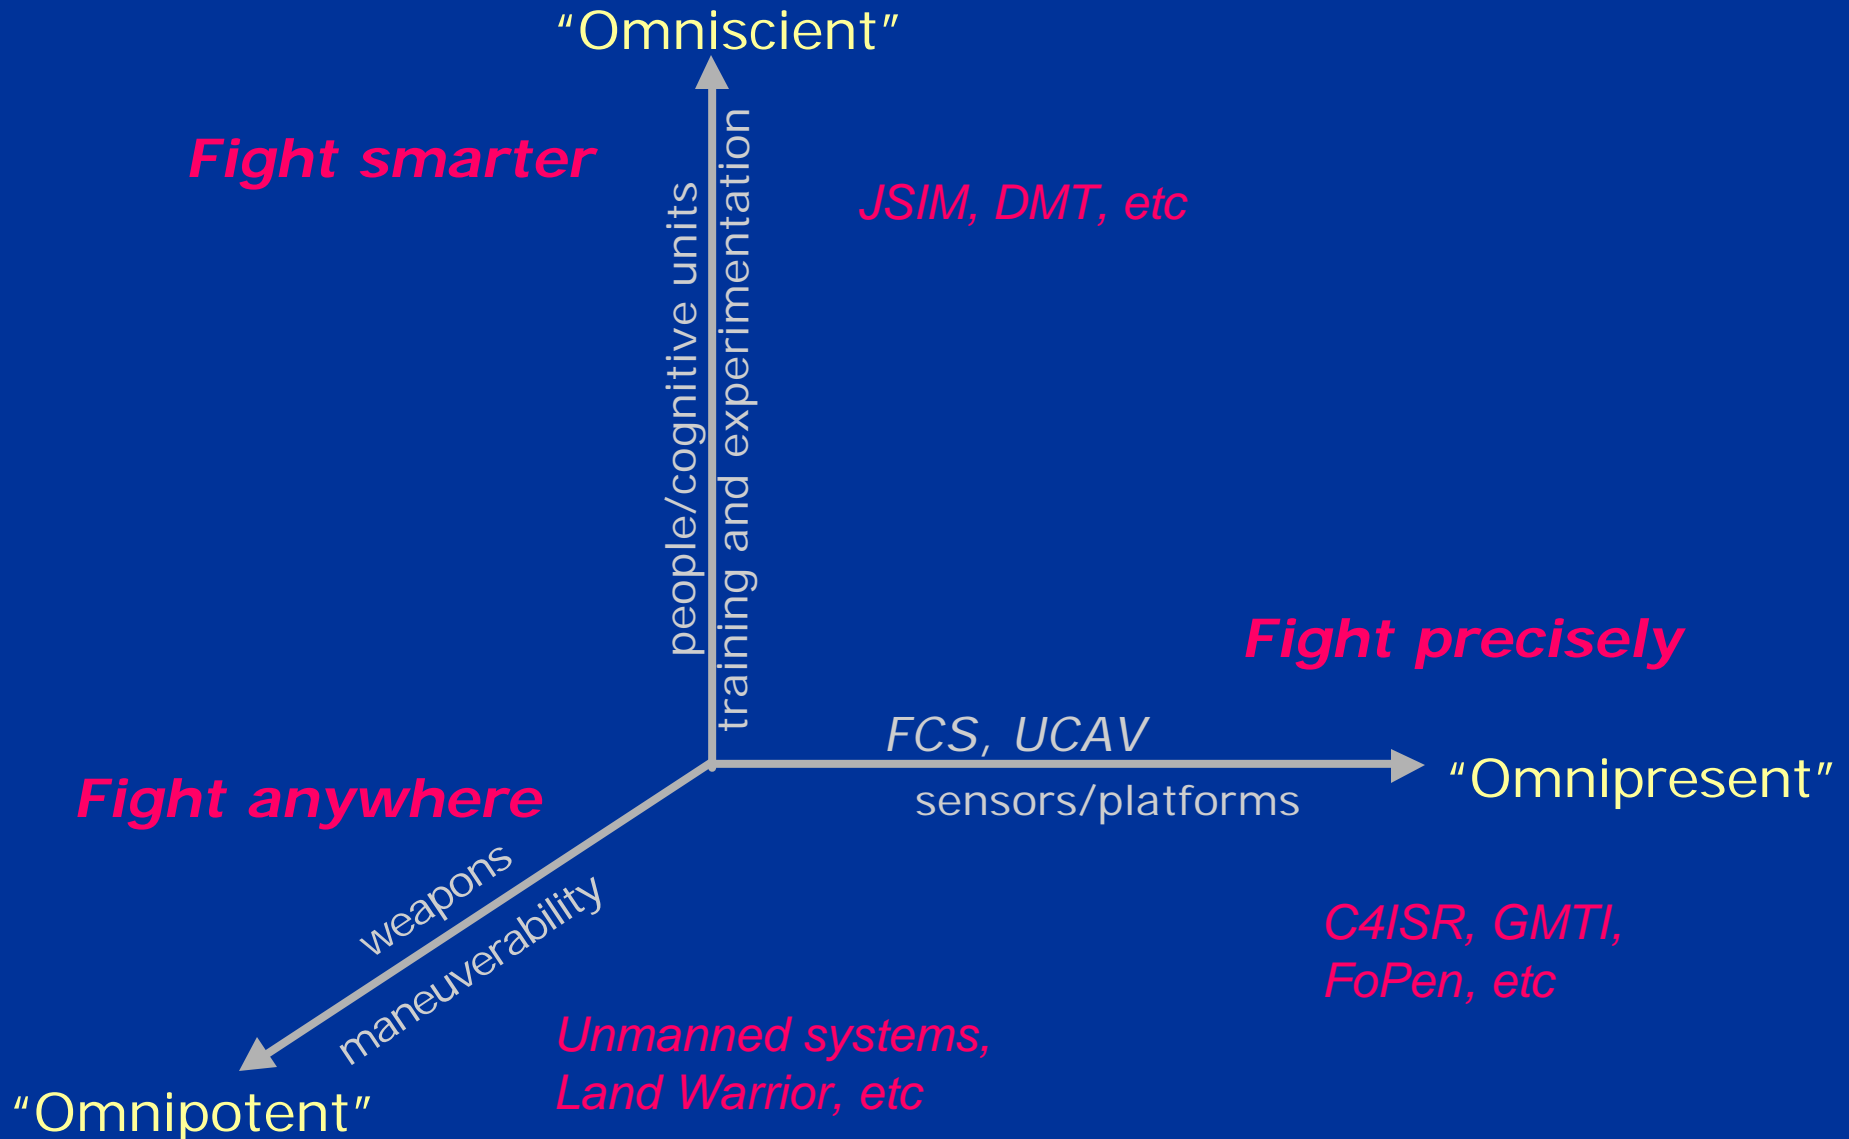 “Omniscient”
Fight smarter
JSIM, DMT, etc
people/cognitive units
training and experimentation
Fight precisely
FCS, UCAV
“Omnipresent”
sensors/platforms
Fight anywhere
weapons
maneuverability
C4ISR, GMTI,
FoPen, etc
Unmanned systems,
Land Warrior, etc
“Omnipotent”